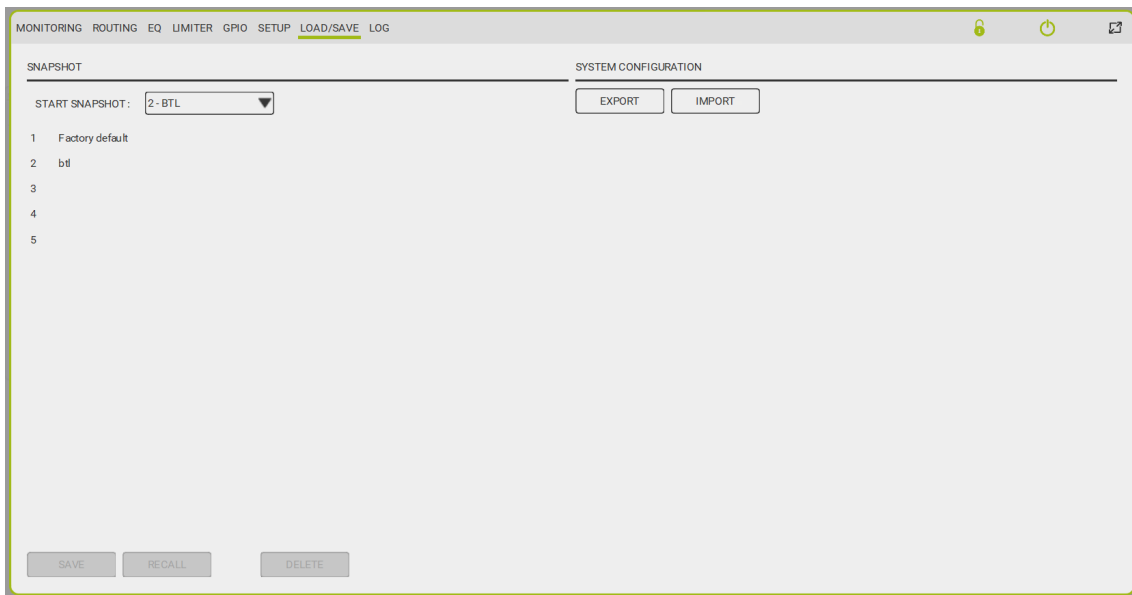 MONITORING ROUTING EQ LIMITER GPIO SETUP LOAD/SAVE LOG
SNAPSHOT
START SNAPSHOT: 2 - BTL
1 Factory default
2 btl
3
4
5
SAVE RECALL DELETE
SYSTEM CONFIGURATION
EXPORT IMPORT